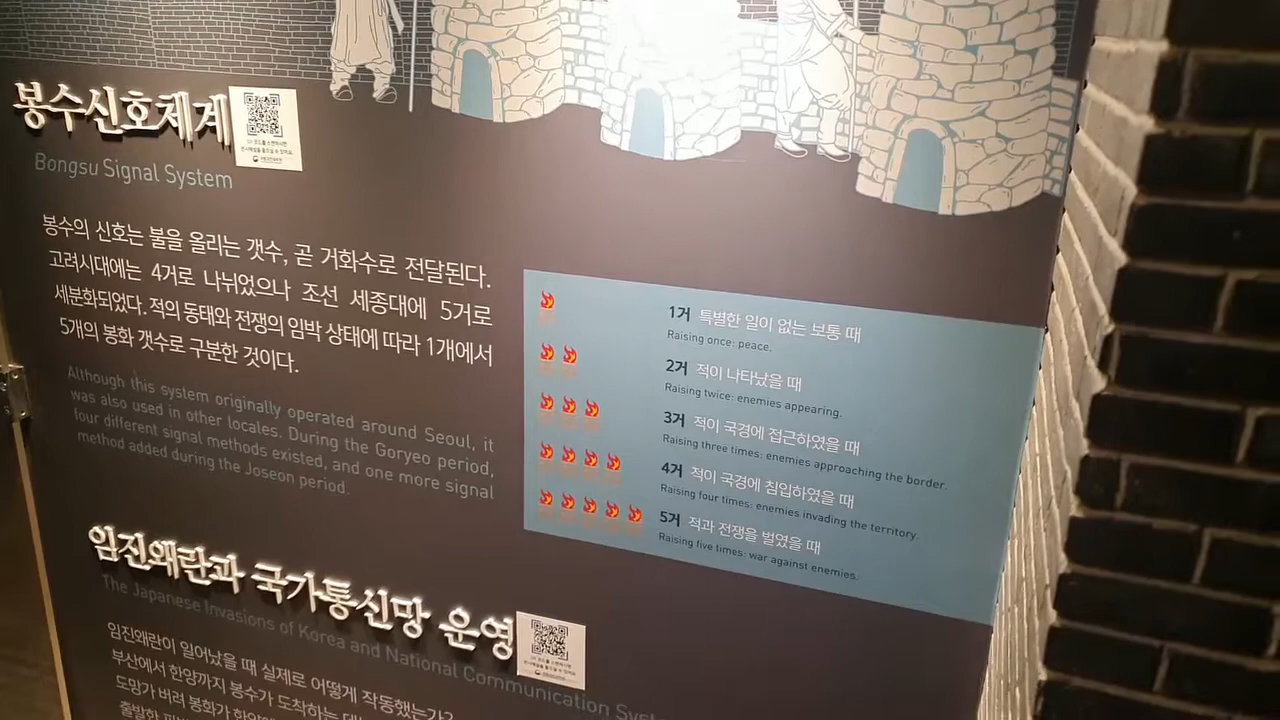 봉수신호체계
Bongsu Signal System
봉수의 신호는 불을 올리는 갯수, 곧 거화수로 전달된다.
고려시대에는 4거로 나뉘었으나 조선 세종대에 5거로
세분화되었다. 적의 동태와 전쟁의 임박 상태에 따라 1개에서
5개의 봉화 갯수로 구분한 것이다.
Although this system originally operated around Seoul, it
was also used in other locales. During the Goryeo period,
four different signal methods existed, and one more signal
method added during the Joseon period.
1거 특별한 일이 없는 보통 때
Raising once: peace.
2거 적이 나타났을 때
Raising twice: enemies appearing.
3거 적이 국경에 접근하였을 때
Raising three times: enemies approaching the border.
4거 적이 국경에 침입하였을 때
Raising four times: enemies invading the territory.
5거 적과 전쟁을 벌였을 때
Raising five times: war against enemies.
임진왜란과 국가통신망 운영
The Japanese Invasions of Korea and National Communication
임진왜란이 일어났을 때 실제로 어떻게 작동했는가?
부산에서 한양까지 봉수가 도착하는
도망가 버려 봉화가
출발한